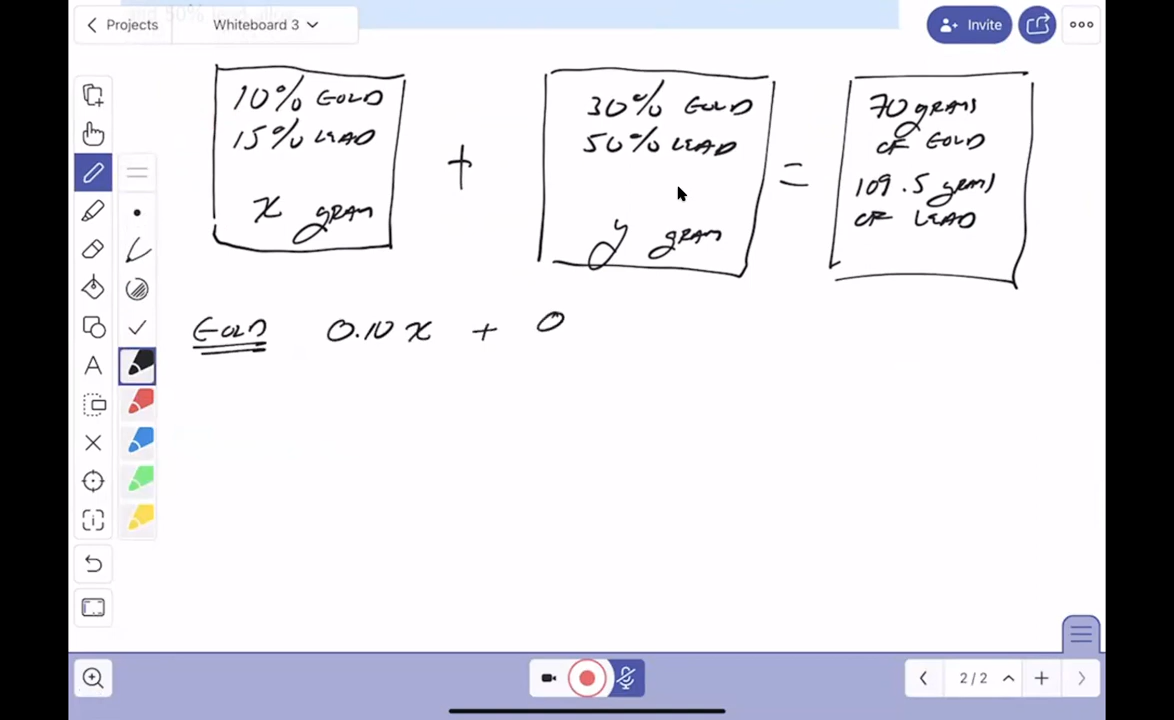 Projects
Whiteboard 3
Invite
10% GOLD
15% LEAD
x gram
+
30% GOLD
50% LEAD
y gram
=
70 grams
OF GOLD
109.5 grams
OF LEAD
GOLD 0.10 x + 0
2/2